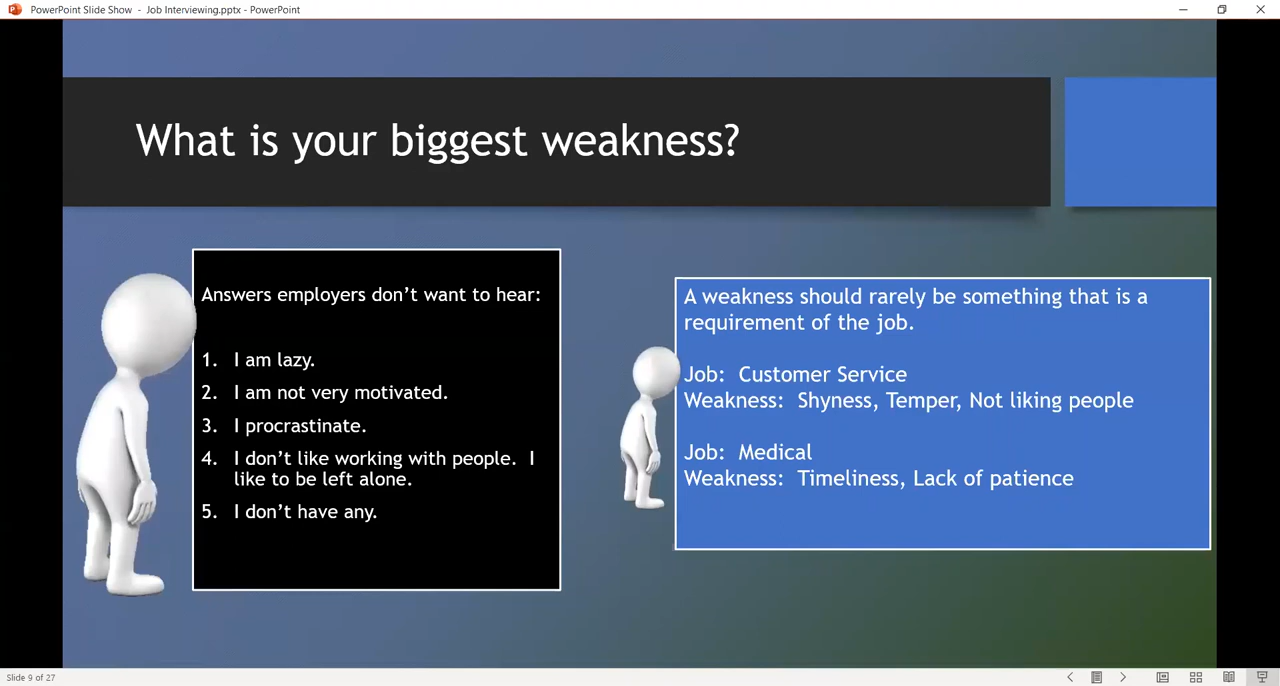 PowerPoint Slide Show - Job Interviewing.pptx - PowerPoint
What is your biggest weakness?
Answers employers don’t want to hear:
1. I am lazy.
2. I am not very motivated.
3. I procrastinate.
4. I don’t like working with people. I
like to be left alone.
5. I don’t have any.
A weakness should rarely be something that is a
requirement of the job.
Job: Customer Service
Weakness: Shyness, Temper, Not liking people
Job: Medical
Weakness: Timeliness, Lack of patience
Slide 9 of 27